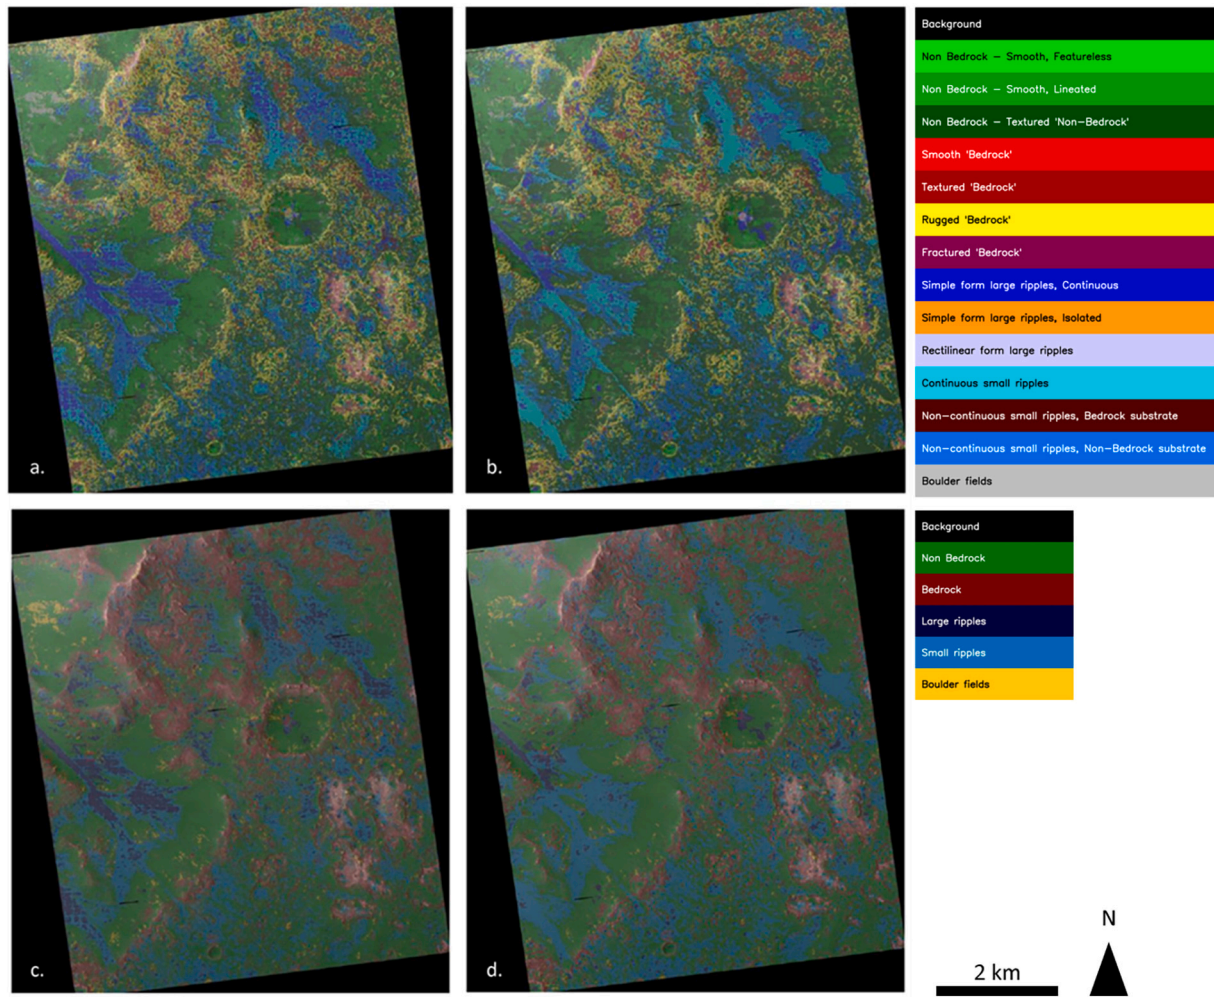 a.
b.
Background
Non Bedrock – Smooth, Featureless
Non Bedrock – Smooth, Lineated
Non Bedrock – Textured 'Non–Bedrock'
Smooth 'Bedrock'
Textured 'Bedrock'
Rugged 'Bedrock'
Fractured 'Bedrock'
Simple form large ripples, Continuous
Simple form large ripples, Isolated
Rectilinear form large ripples
Continuous small ripples
Non–continuous small ripples, Bedrock substrate
Non–continuous small ripples, Non–Bedrock substrate
Boulder fields
c.
d.
Background
Non Bedrock
Bedrock
Large ripples
Small ripples
Boulder fields
2 km
N